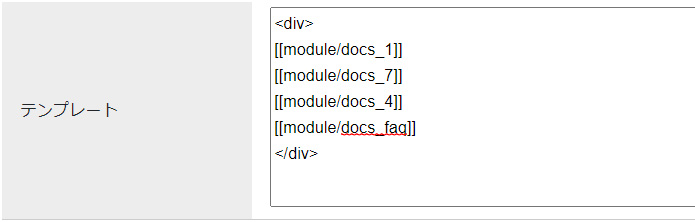 テンプレート
<div>
[[module/docs_1]]
[[module/docs_7]]
[[module/docs_4]]
[[module/docs_faq]]
</div>